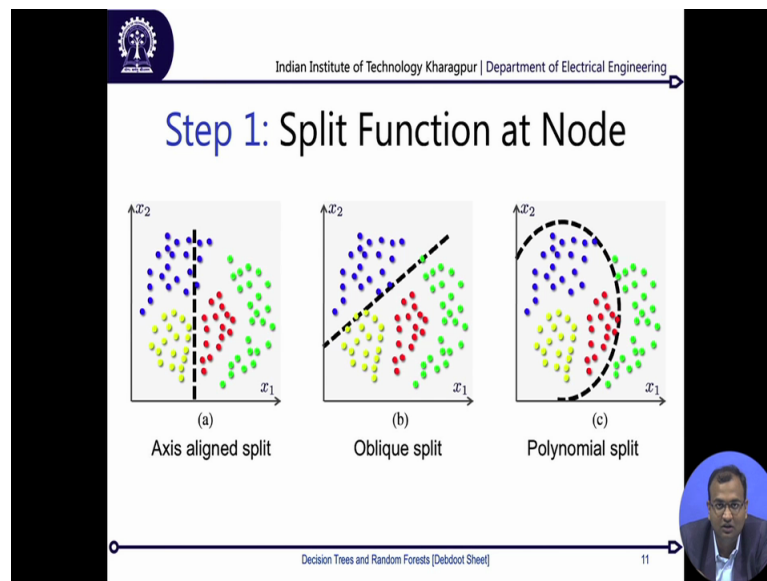 Indian Institute of Technology Kharagpur | Department of Electrical Engineering
Step 1: Split Function at Node
x₂
x₂
x₂
x₁
x₁
x₁
(a)
(b)
(c)
Axis aligned split
Oblique split
Polynomial split
Decision Trees and Random Forests [Debdoot Sheet]
11